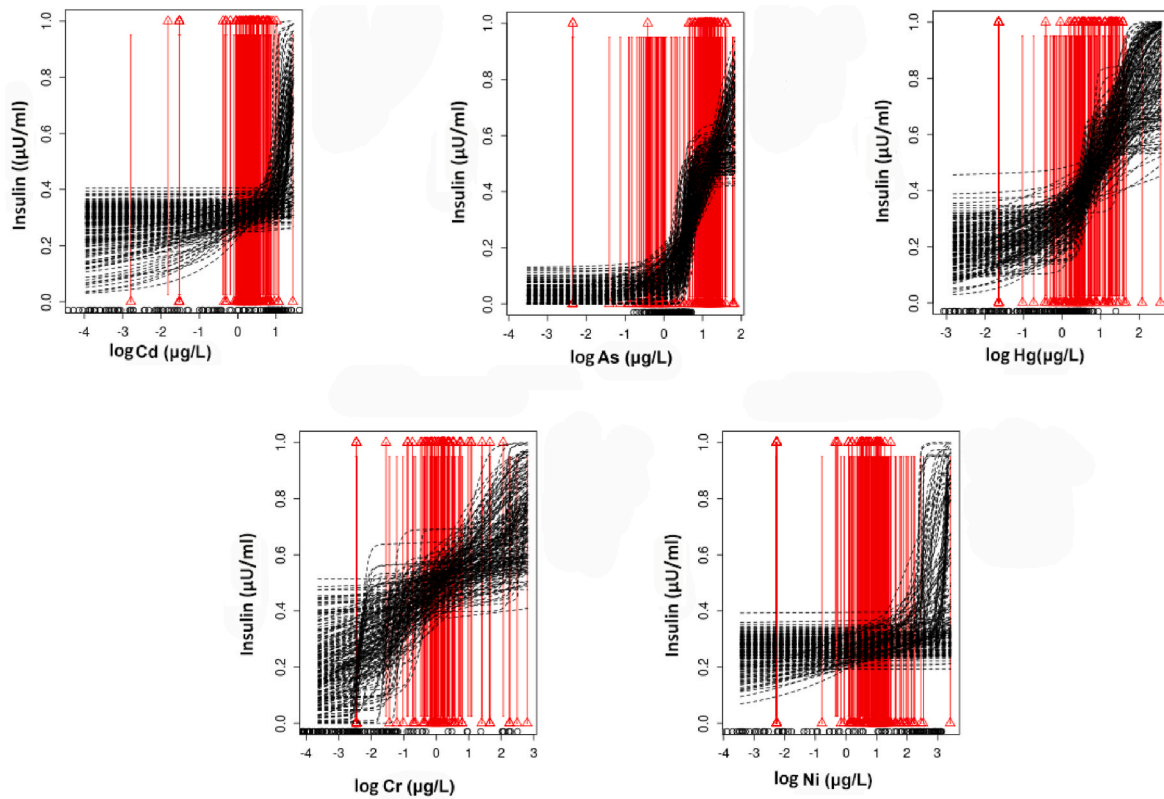 1.0
0.8
0.6
0.4
0.2
0.0
Insulin ((µU/ml)
-4 -3 -2 -1 0 1
log Cd (µg/L)
1.0
0.8
0.6
0.4
0.2
0.0
Insulin (µU/ml)
-4 -3 -2 -1 0 1 2
log As (µg/L)
1.0
0.8
0.6
0.4
0.2
0.0
Insulin (µU/ml)
-3 -2 -1 0 1 2
log Hg(µg/L)
1.0
0.8
0.6
0.4
0.2
0.0
Insulin (µU/ml)
-4 -3 -2 -1 0 1 2 3
log Cr (µg/L)
1.0
0.8
0.6
0.4
0.2
0.0
Insulin (µU/ml)
-4 -3 -2 -1 0 1 2 3
log Ni (µg/L)